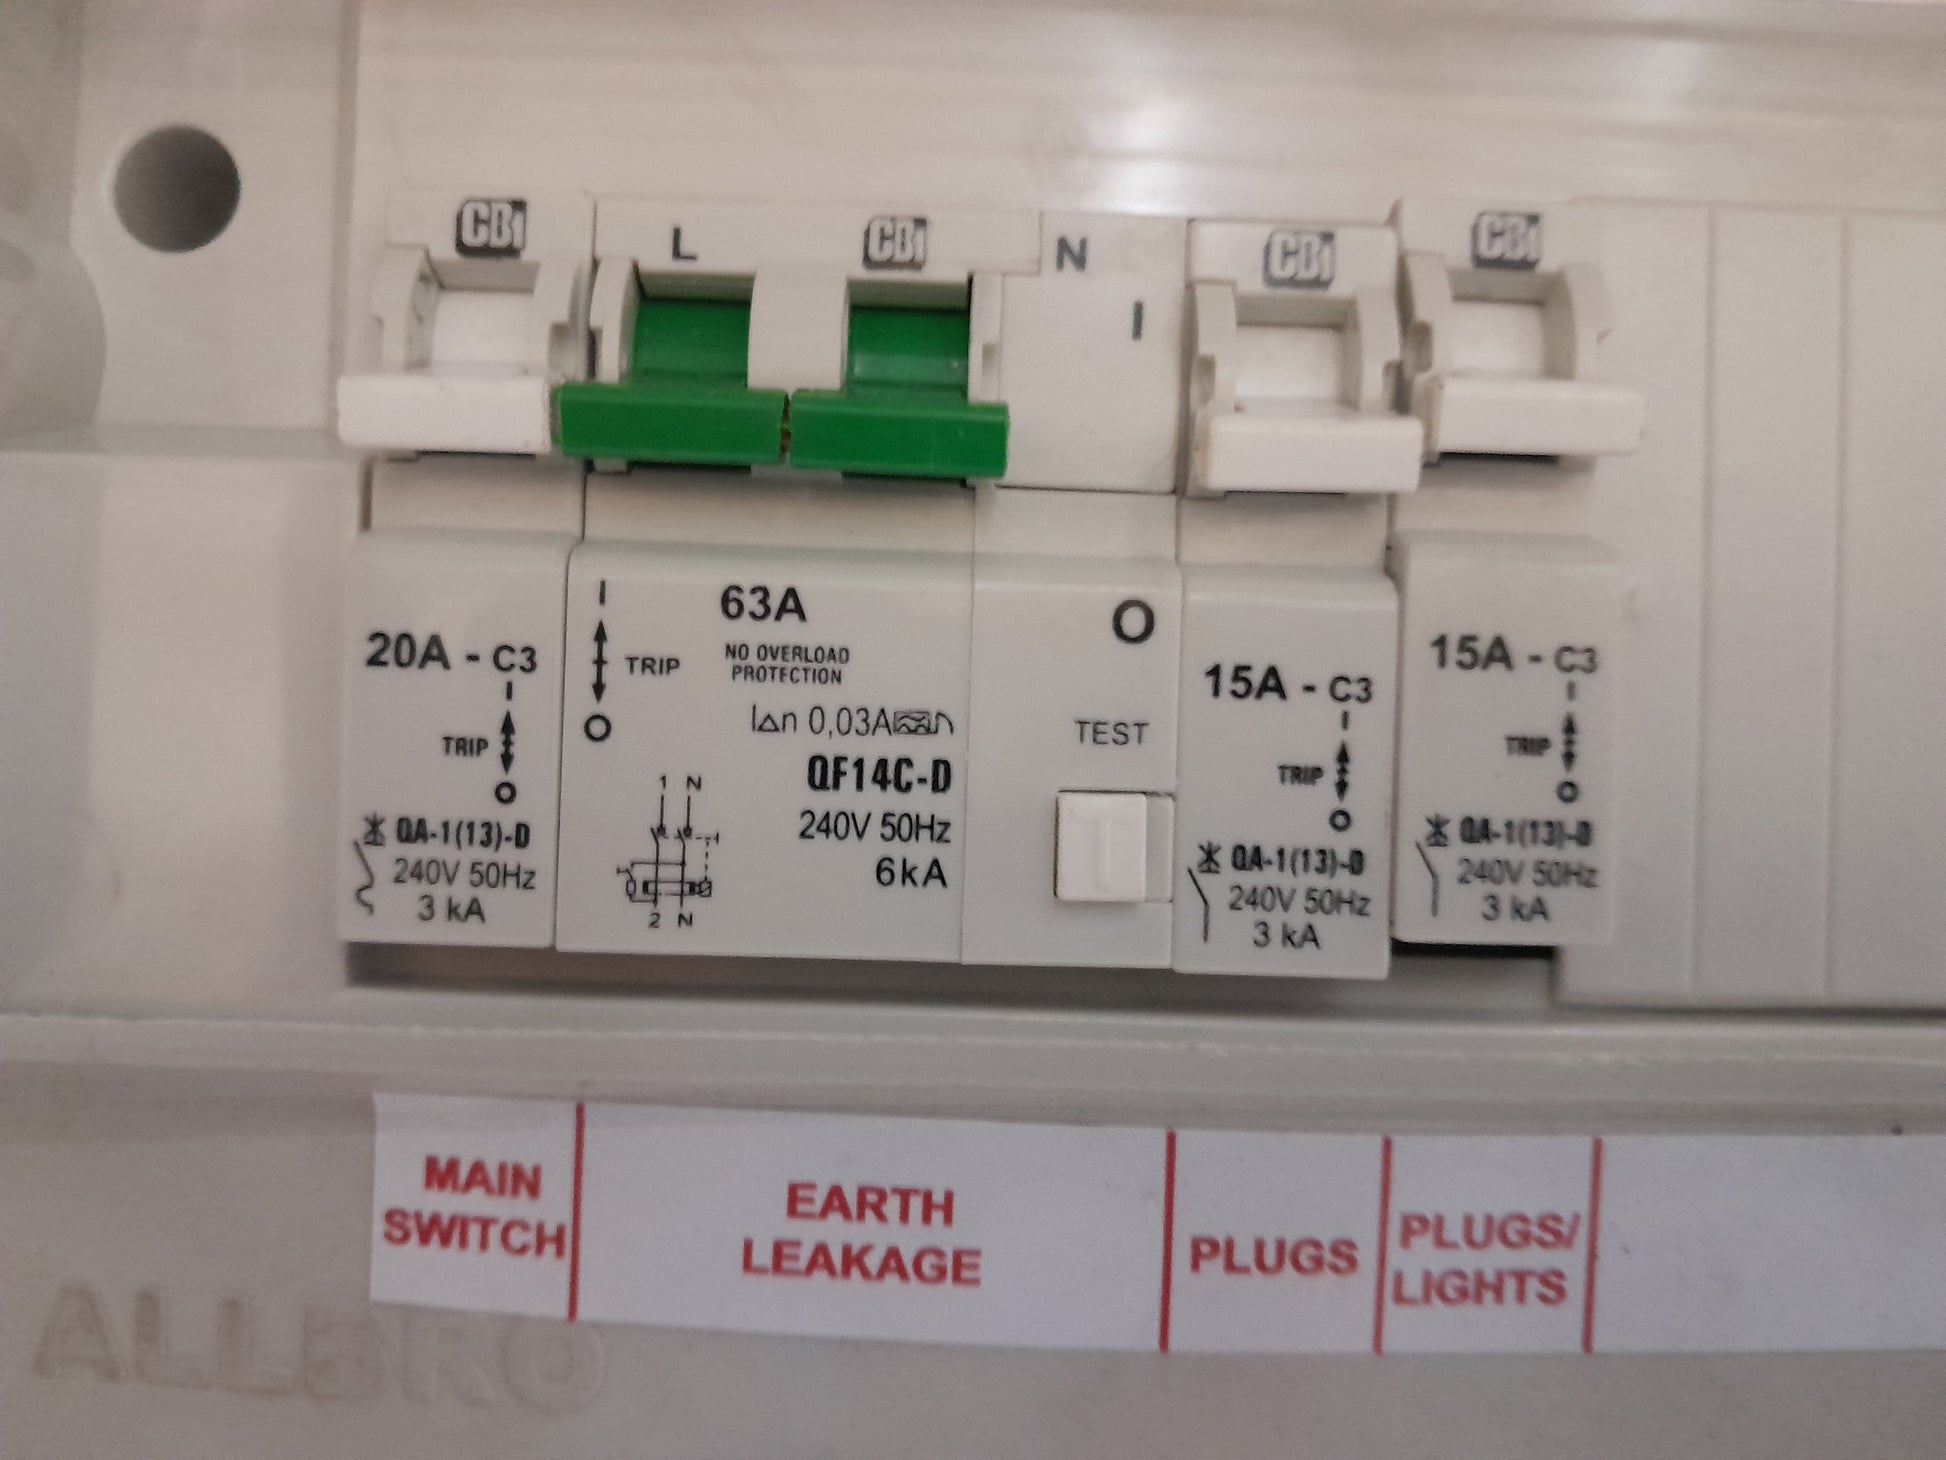 CBi
L
CBi
N
I
CBi
CBi
20A - C3
I
TRIP
O
QA-1(13)-D
240V 50Hz
3 kA
I
TRIP
O
63A
NO OVERLOAD
PROTECTION
I△n 0,03A
QF14C-D
240V 50Hz
6kA
1 N
2 N
O
TEST
T
15A - C3
I
TRIP
O
QA-1(13)-D
240V 50Hz
3 kA
15A - C3
I
TRIP
O
QA-1(13)-D
240V 50Hz
3 kA
MAIN
SWITCH
EARTH
LEAKAGE
PLUGS
PLUGS/
LIGHTS
ALLBRO